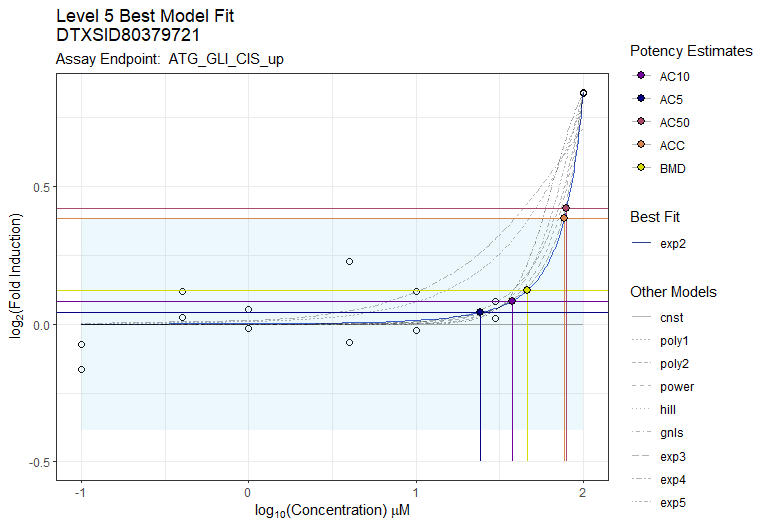 Level 5 Best Model Fit
DTXSID80379721
Assay Endpoint: ATG_GLI_CIS_up
log2(Fold Induction)
0.5
0.0
-0.5
-1
0
1
2
log10(Concentration) μM
Potency Estimates
AC10
AC5
AC50
ACC
BMD
Best Fit
exp2
Other Models
cnst
poly1
poly2
power
hill
gnls
exp3
exp4
exp5